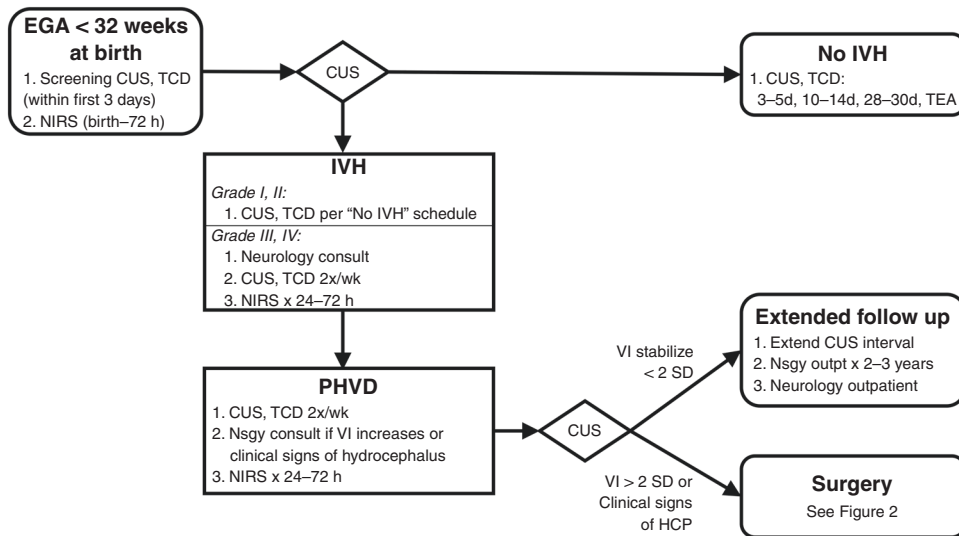 EGA < 32 weeks
at birth
1. Screening CUS, TCD
(within first 3 days)
2. NIRS (birth–72 h)
CUS
No IVH
1. CUS, TCD:
3–5d, 10–14d, 28–30d, TEA
IVH
Grade I, II:
1. CUS, TCD per “No IVH” schedule
Grade III, IV:
1. Neurology consult
2. CUS, TCD 2x/wk
3. NIRS x 24–72 h
PHVD
1. CUS, TCD 2x/wk
2. Nsgy consult if VI increases or
clinical signs of hydrocephalus
3. NIRS x 24–72 h
CUS
VI stabilize
< 2 SD
Extended follow up
1. Extend CUS interval
2. Nsgy outpt x 2–3 years
3. Neurology outpatient
VI > 2 SD or
Clinical signs
of HCP
Surgery
See Figure 2